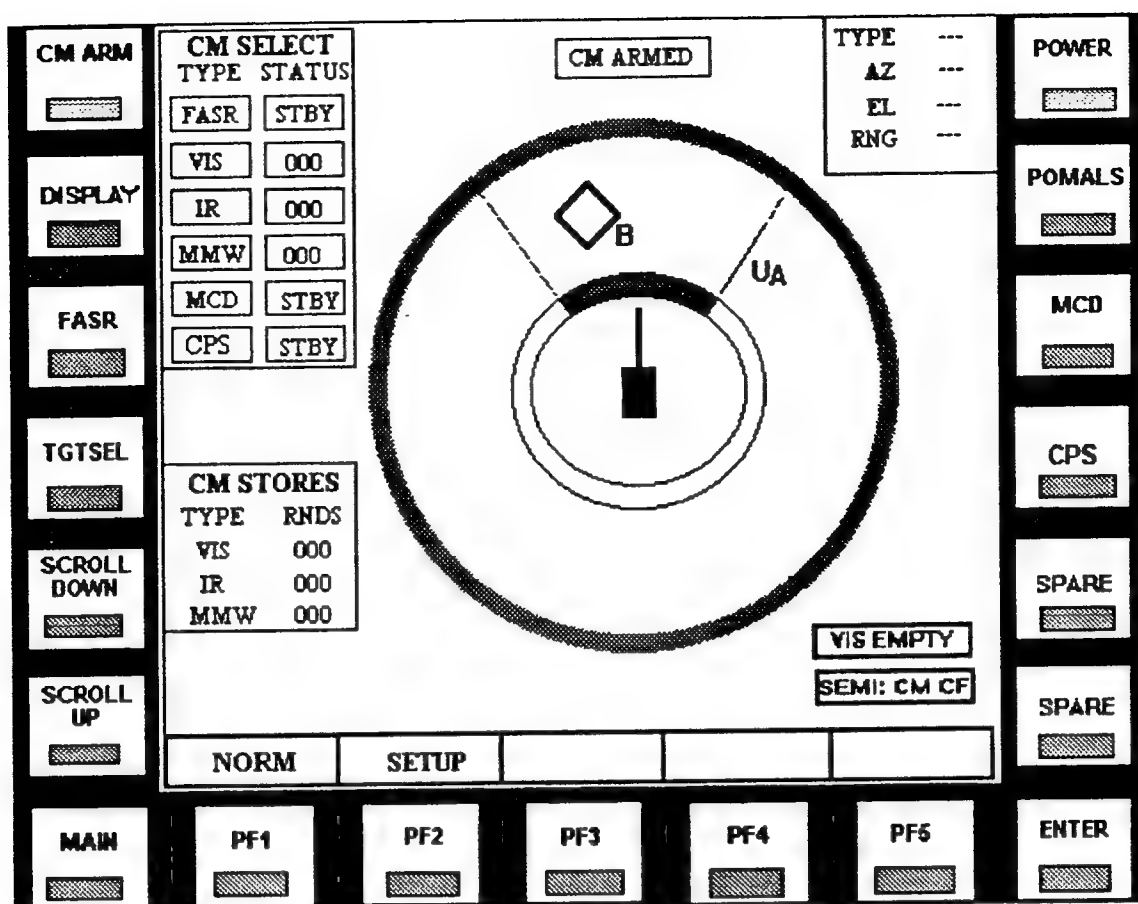 CM ARM
DISPLAY
FASR
TGTSEL
SCROLL
DOWN
SCROLL
UP
MAIN
CM SELECT
TYPE STATUS
FASR STBY
VIS 000
IR 000
MMW 000
MCD STBY
CPS STBY
CM STORES
TYPE RNDS
VIS 000
IR 000
MMW 000
CM ARMED
B
UA
TYPE ---
AZ ---
EL ---
RNG ---
VIS EMPTY
SEMI: CM CF
NORM SETUP
PF1 PF2 PF3 PF4 PF5
POWER
POMALS
MCD
CPS
SPARE
SPARE
ENTER